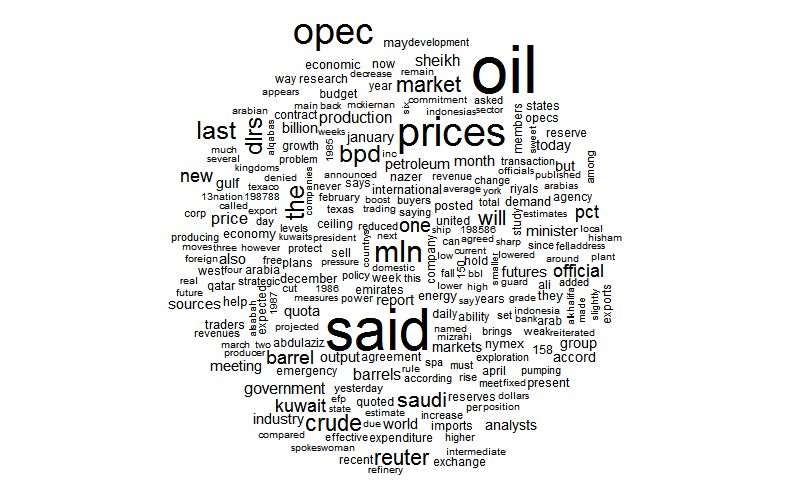 opec
may development
oil
economic now sheikh
way research decrease remain market
appears budget year
arabian main back mckiernan six commitment asked states
last dlrs alqabas contract production indonesias sector opecs
billion weeks january prices members sweet reserve
much growth 1985 bpd inc today
several problem petroleum month transaction but among
kingdoms announced nazer revenue change officials published
new gulf denied companies never says international average york riyals arabias
texaco the february boost buyers posted total demand agency
13nation 198788 texas trading saying united will study estimates pct
corp called export ceiling reduced one ship 198586 minister local
price day levels kuwaits president next can agreed sharp since fell address hisham
producing economy protect sell countrys mln company low current smaller lowered around plant
moves three however pressure domestic 150 hold futures official
foreign also free plans fall bbl guard
west four arabia december policy week this lower high ali added
real qatar strategic cut 1986 emirates energy say years grade they alkhalifa made slightly exports
future sources help expected 1987 alsabah measures power report daily ability set indonesia arab
traders quota said named brings bank weak reiterated
revenues projected mizrahi markets nymex 158 group
march two abdulaziz output agreement spa must exploration accord
producer barrel rule april pumping
meeting emergency barrels according rise meet fixed present
government yesterday saudi reserves dollars
kuwait efp quoted per position
state estimate increase
industry crude due world imports analysts
compared effective expenditure higher
spokeswoman recent reuter exchange intermediate
refinery